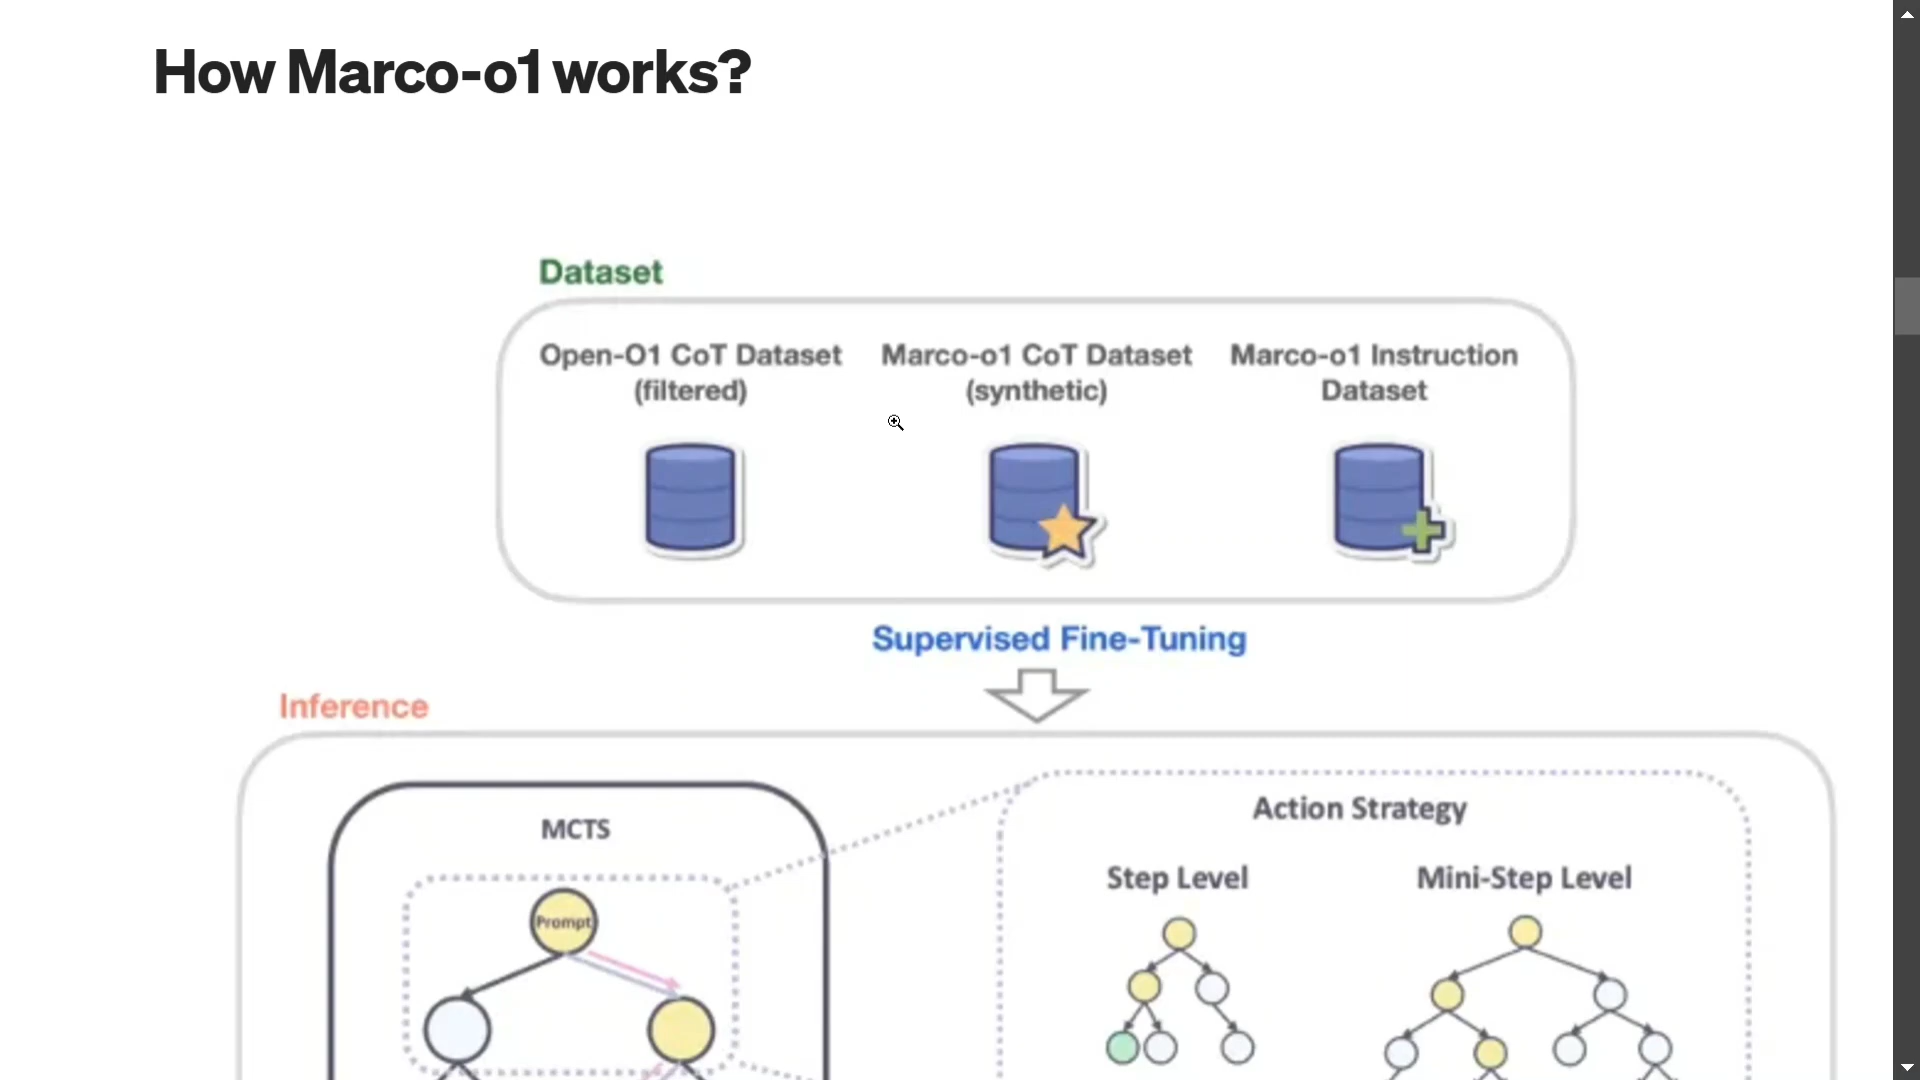 How Marco-o1 works?
Dataset
Open-O1 CoT Dataset
(filtered)
Marco-o1 CoT Dataset
(synthetic)
Marco-o1 Instruction
Dataset
Supervised Fine-Tuning
Inference
MCTS
Prompt
Action Strategy
Step Level
Mini-Step Level